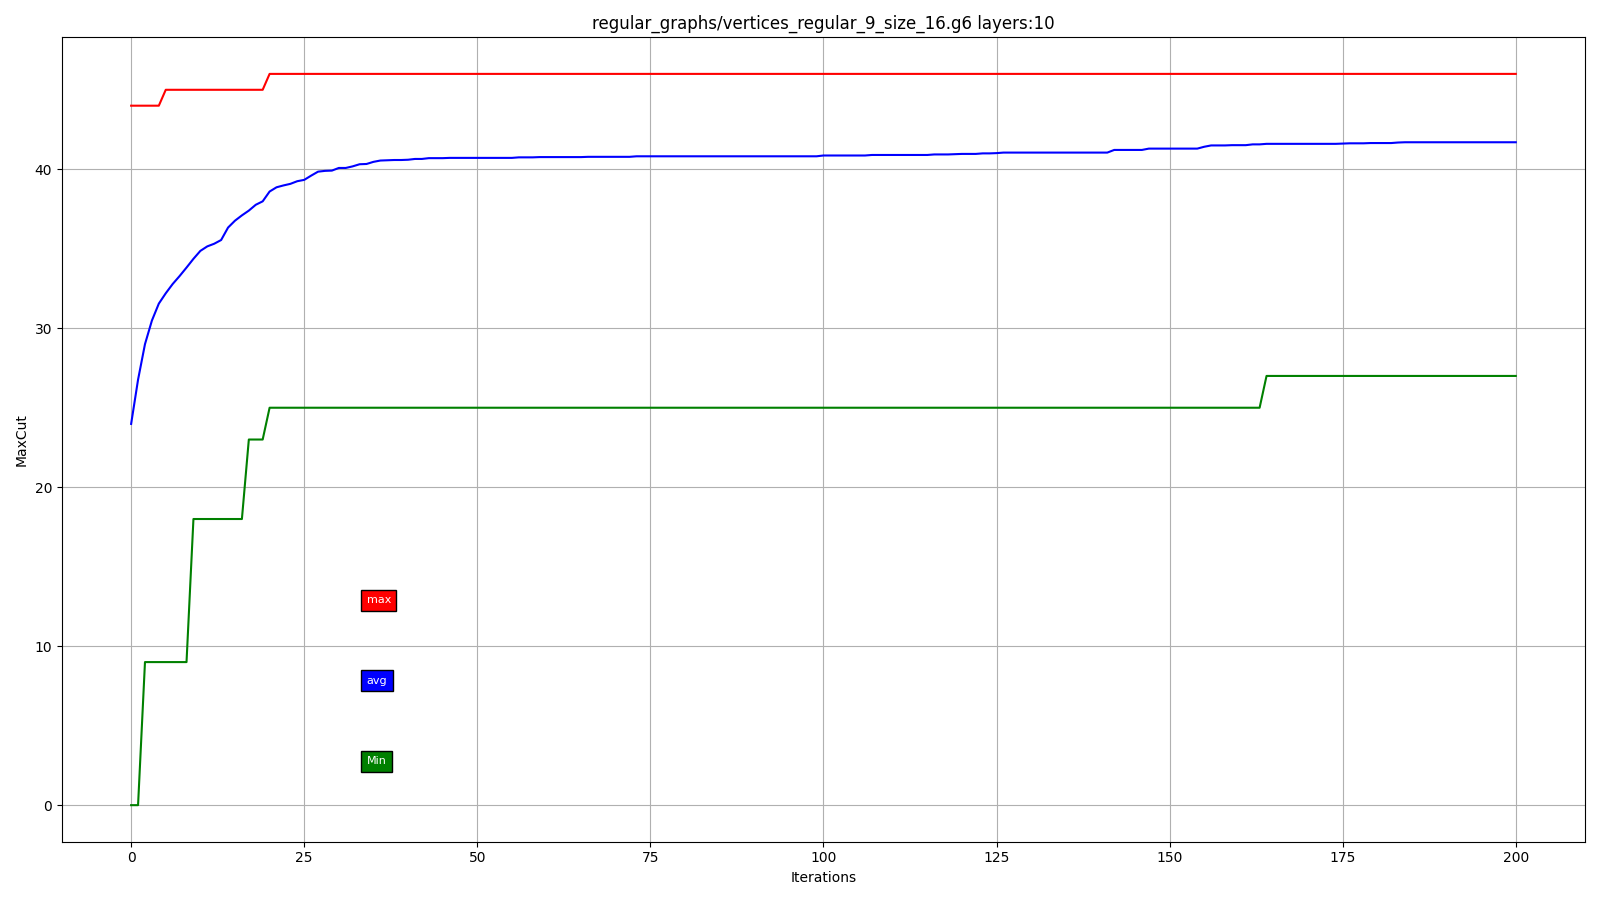 regular_graphs/vertices_regular_9_size_16.g6 layers:10
MaxCut
40
30
20
10
0
max
avg
Min
0 25 50 75 100 125 150 175 200
Iterations